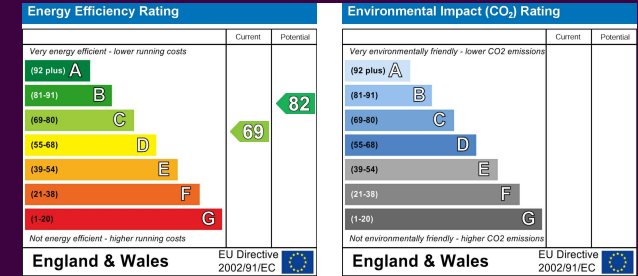 Energy Efficiency Rating
Current Potential
Very energy efficient - lower running costs
(92 plus) A
(81-91) B
(69-80) C
(55-68) D
(39-54) E
(21-38) F
(1-20) G
69
82
Not energy efficient - higher running costs
England & Wales
EU Directive
2002/91/EC
Environmental Impact (CO₂) Rating
Current Potential
Very environmentally friendly - lower CO2 emissions
(92 plus) A
(81-91) B
(69-80) C
(55-68) D
(39-54) E
(21-38) F
(1-20) G
Not environmentally friendly - higher CO2 emissions
England & Wales
EU Directive
2002/91/EC